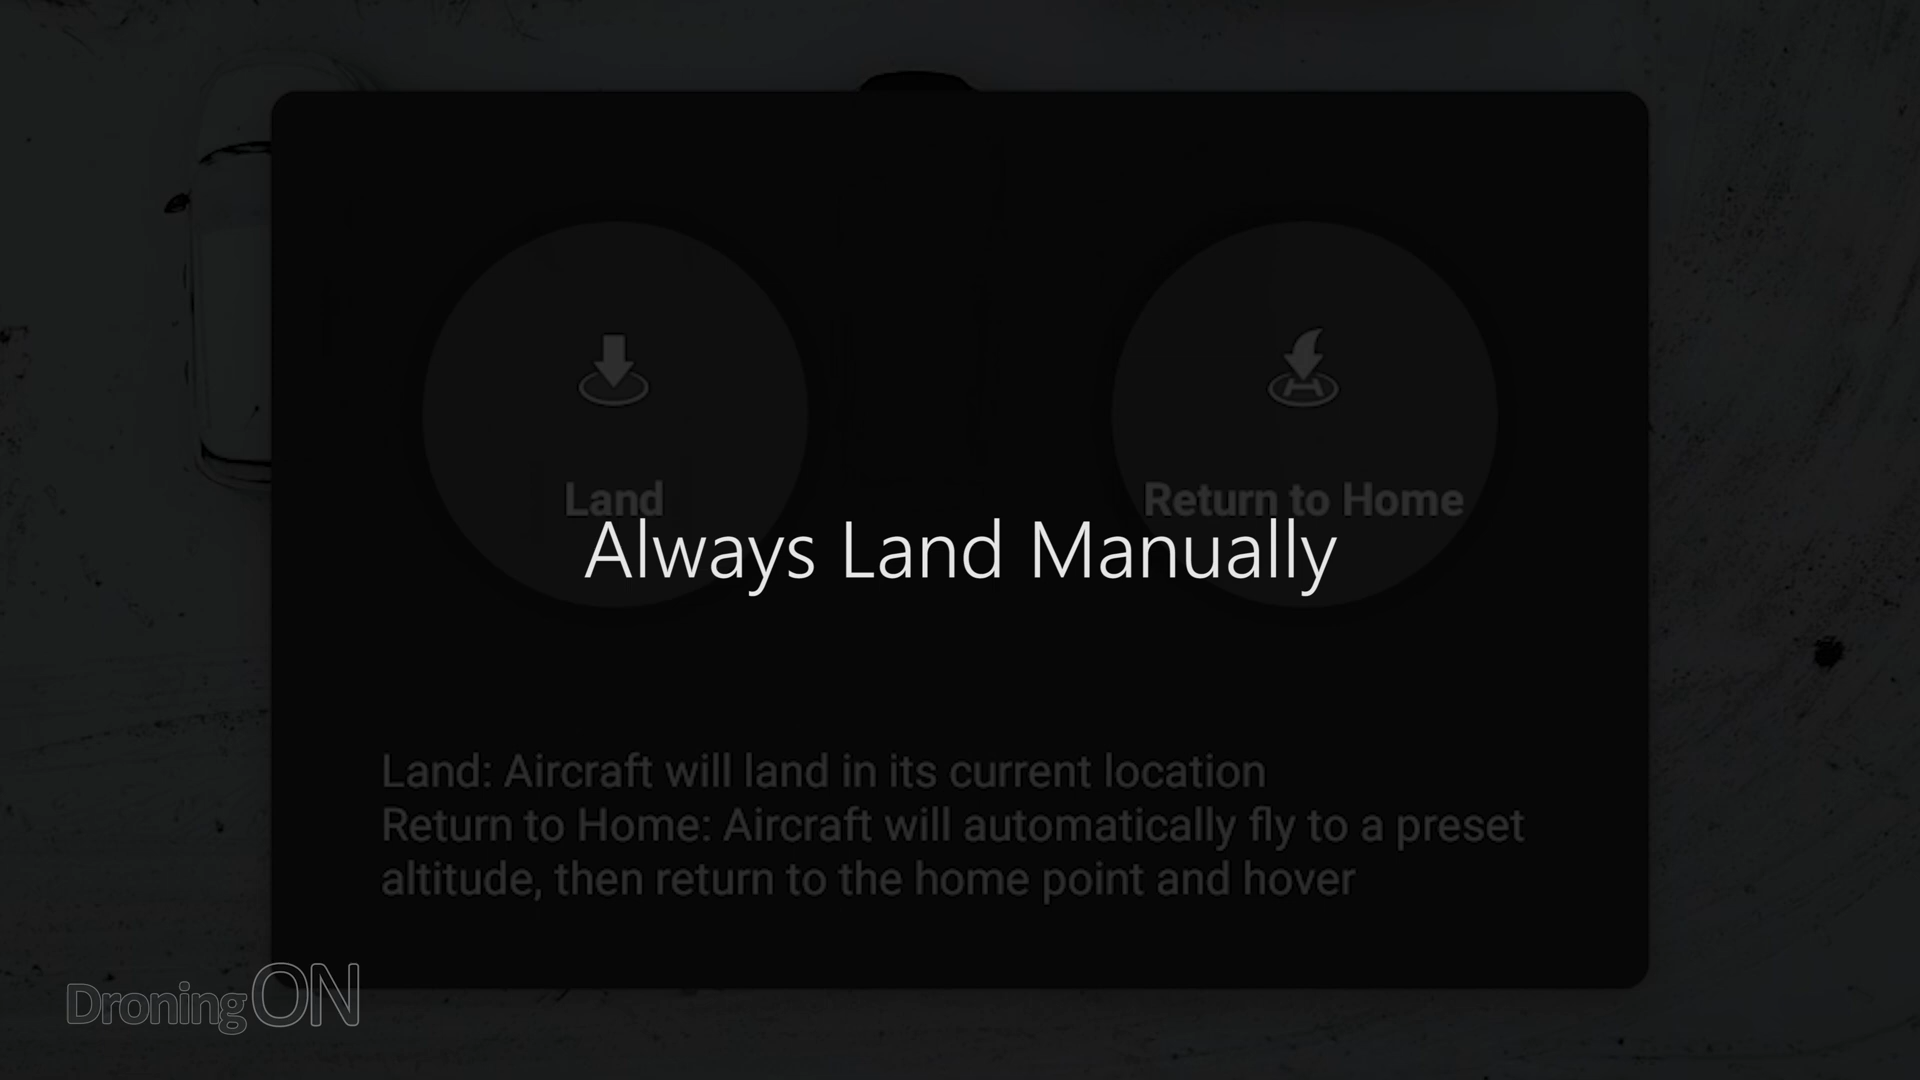 Land
Return to Home
Always Land Manually
Land: Aircraft will land in its current location
Return to Home: Aircraft will automatically fly to a preset
altitude, then return to the home point and hover
DroningON